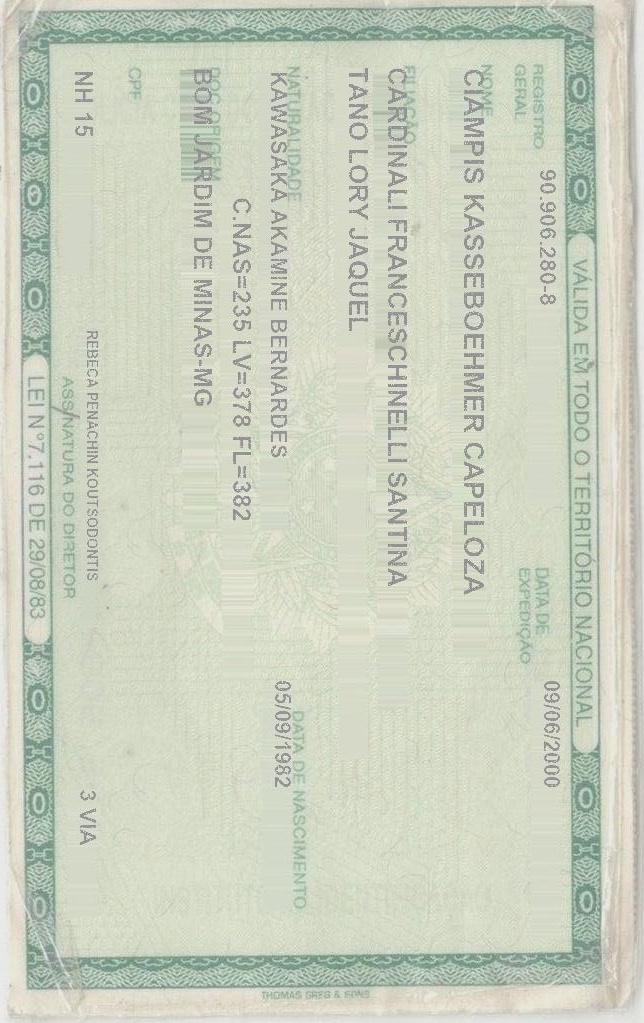 VÁLIDA EM TODO O TERRITÓRIO NACIONAL
REGISTRO GERAL 90.906.280-8 DATA DE EXPEDIÇÃO 09/06/2000
NOME
CIAMPIS KASSEBOEHMER CAPELOZA
FILIAÇÃO
CARDINALI FRANCESCHINELLI SANTINA
TANO LORY JAQUEL
NATURALIDADE DATA DE NASCIMENTO
KAWASAKA AKAMINE BERNARDES 05/09/1982
DOC ORIGEM
C.NAS=235 LV=378 FL=382
BOM JARDIM DE MINAS-MG
CPF
NH 15 REBECA PENACHIN KOUTSODONTIS 3 VIA
ASSINATURA DO DIRETOR
LEI Nº 7.116 DE 29/08/83
THOMAS GREG & SONS